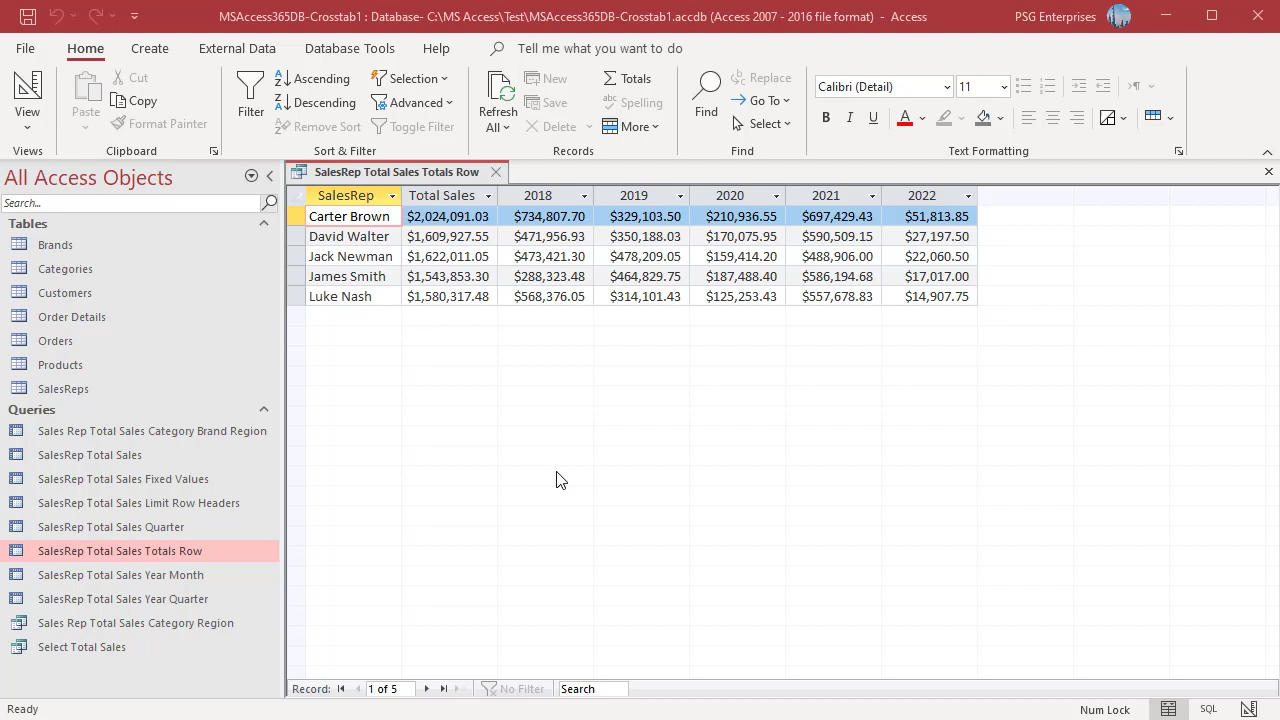 MSAccess365DB-Crosstab1 : Database- C:\MS Access\Test\MSAccess365DB-Crosstab1.accdb (Access 2007 - 2016 file format) - Access
PSG Enterprises
File Home Create External Data Database Tools Help Tell me what you want to do
View
Views
Paste
Cut
Copy
Format Painter
Clipboard
Filter
Ascending
Descending
Remove Sort
Selection
Advanced
Toggle Filter
Sort & Filter
Refresh
All
New
Save
Delete
Totals
Spelling
More
Records
Find
Replace
Go To
Select
Find
Calibri (Detail) 11
B I U A
Text Formatting
All Access Objects
Search...
Tables
Brands
Categories
Customers
Order Details
Orders
Products
SalesReps
Queries
Sales Rep Total Sales Category Brand Region
SalesRep Total Sales
SalesRep Total Sales Fixed Values
SalesRep Total Sales Limit Row Headers
SalesRep Total Sales Quarter
SalesRep Total Sales Totals Row
SalesRep Total Sales Year Month
SalesRep Total Sales Year Quarter
Sales Rep Total Sales Category Region
Select Total Sales
SalesRep Total Sales Totals Row
SalesRep Total Sales 2018 2019 2020 2021 2022
Carter Brown $2,024,091.03 $734,807.70 $329,103.50 $210,936.55 $697,429.43 $51,813.85
David Walter $1,609,927.55 $471,956.93 $350,188.03 $170,075.95 $590,509.15 $27,197.50
Jack Newman $1,622,011.05 $473,421.30 $478,209.05 $159,414.20 $488,906.00 $22,060.50
James Smith $1,543,853.30 $288,323.48 $464,829.75 $187,488.40 $586,194.68 $17,017.00
Luke Nash $1,580,317.48 $568,376.05 $314,101.43 $125,253.43 $557,678.83 $14,907.75
Record: 1 of 5 No Filter Search
Ready
Num Lock
SQL